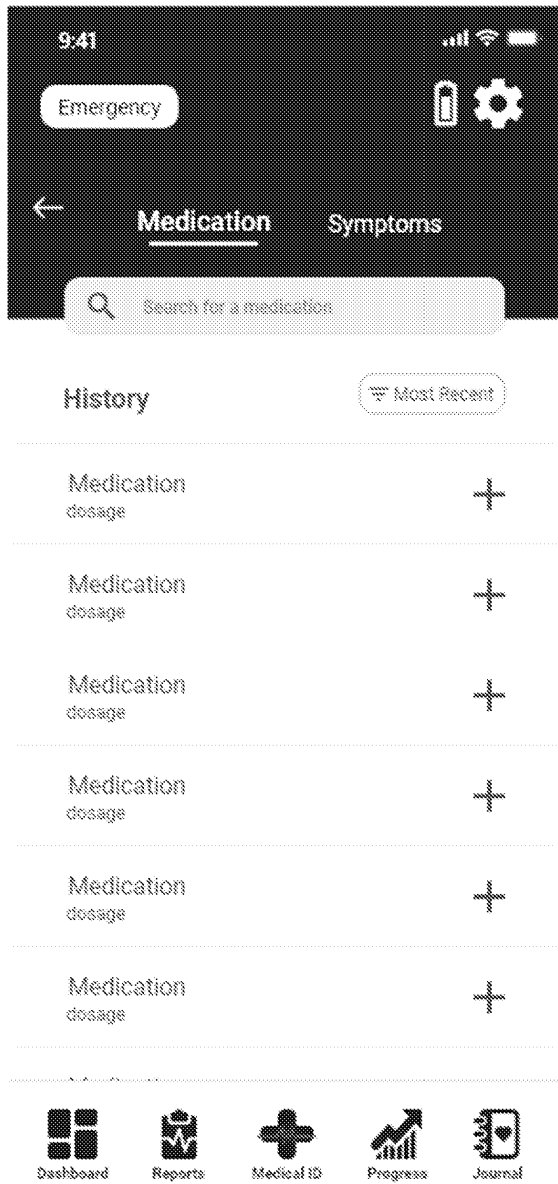 9:41
Emergency
Medication Symptoms
Search for a medication
History
Most Recent
Medication
dosage
Medication
dosage
Medication
dosage
Medication
dosage
Medication
dosage
Medication
dosage
Dashboard Reports Medical ID Progress Journal